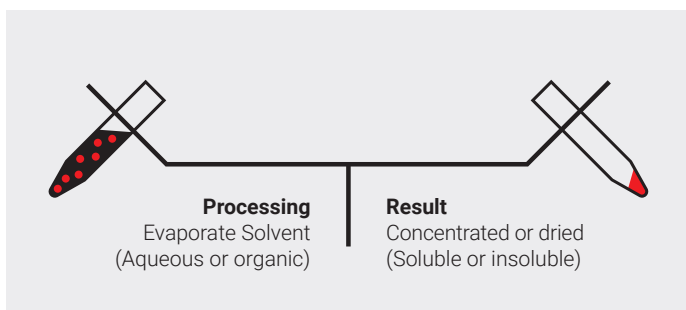 Processing
Evaporate Solvent
(Aqueous or organic)
Result
Concentrated or dried
(Soluble or insoluble)